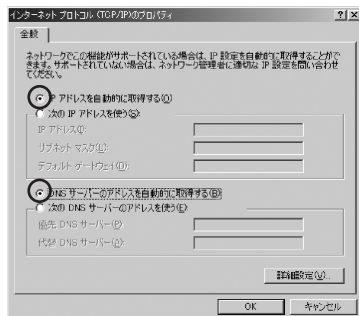 インターネット プロトコル (TCP/IP)のプロパティ
全般
ネットワークでこの機能がサポートされている場合は、IP 設定を自動的に取得することがで
きます。サポートされていない場合は、ネットワーク管理者に適切な IP 設定を問い合わせ
てください。
IP アドレスを自動的に取得する(O)
次の IP アドレスを使う(S):
IP アドレス(I):
サブネット マスク(U):
デフォルト ゲートウェイ(D):
DNS サーバーのアドレスを自動的に取得する(B)
次の DNS サーバーのアドレスを使う(E):
優先 DNS サーバー(P):
代替 DNS サーバー(A):
詳細設定(V)...
OK
キャンセル